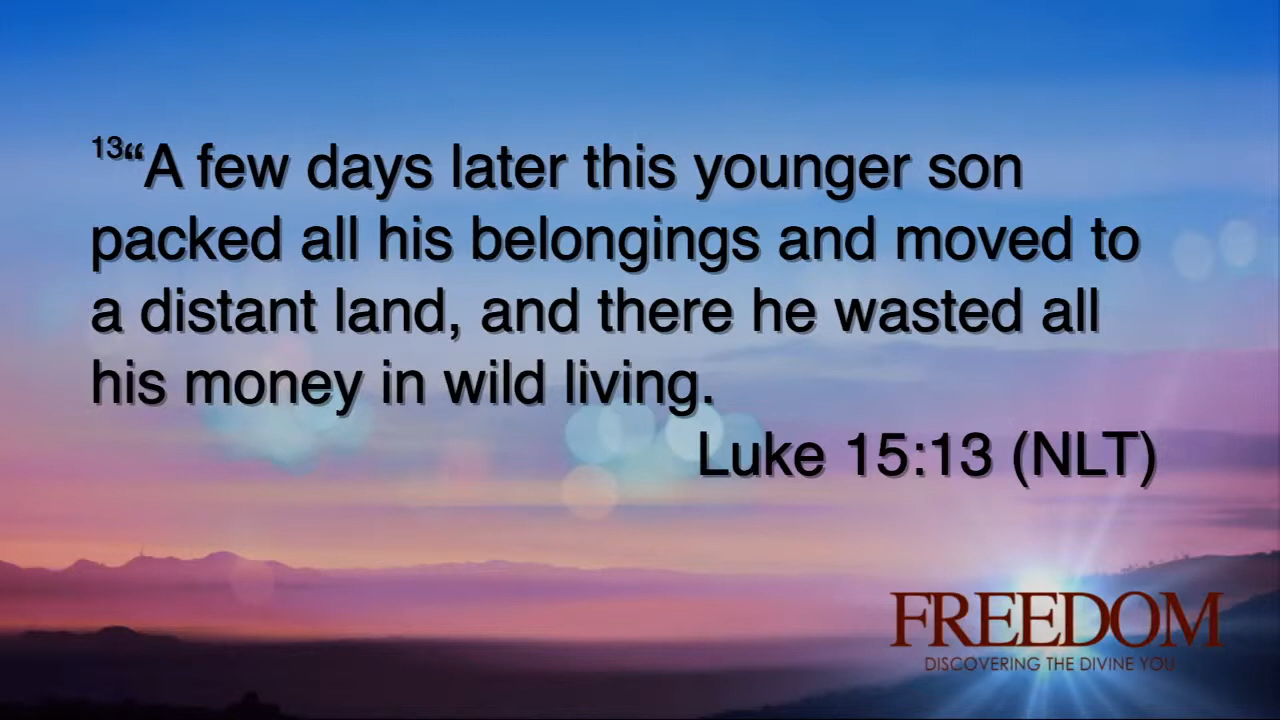 13“A few days later this younger son
packed all his belongings and moved to
a distant land, and there he wasted all
his money in wild living.
Luke 15:13 (NLT)
FREEDOM
DISCOVERING THE DIVINE YOU